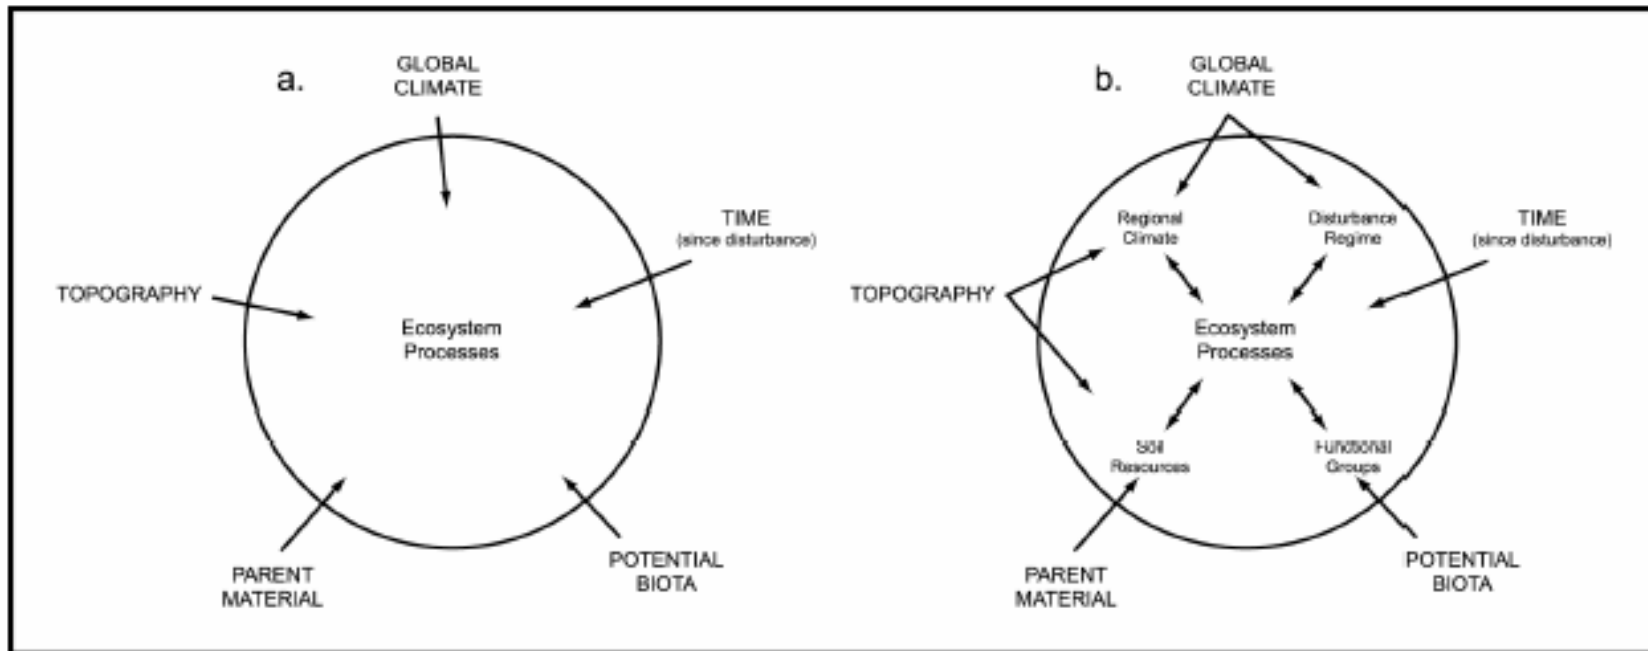 a.
GLOBAL
CLIMATE
TIME
(since disturbance)
TOPOGRAPHY
Ecosystem
Processes
PARENT
MATERIAL
POTENTIAL
BIOTA
b.
GLOBAL
CLIMATE
Regional
Climate
Disturbance
Regime
TIME
(since disturbance)
TOPOGRAPHY
Ecosystem
Processes
Soil
Resources
Functional
Groups
PARENT
MATERIAL
POTENTIAL
BIOTA